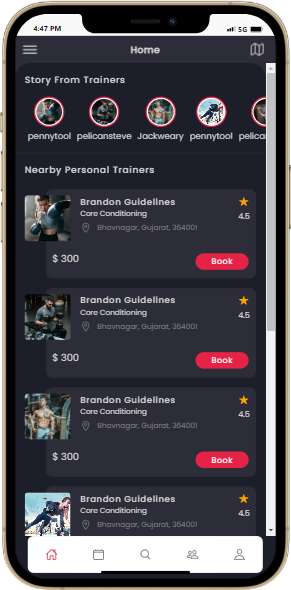 4:47 PM
5G
Home
Story From Trainers
pennytool pelicansteve Jackweary pennytool pelican
Nearby Personal Trainers
Brandon Guidelines
Core Conditioning
4.5
Bhavnagar, Gujarat, 364001
$ 300
Book
Brandon Guidelines
Core Conditioning
4.5
Bhavnagar, Gujarat, 364001
$ 300
Book
Brandon Guidelines
Core Conditioning
4.5
Bhavnagar, Gujarat, 364001
$ 300
Book
Brandon Guidelines
Core Conditioning
4.5
Bhavnagar, Gujarat, 364001